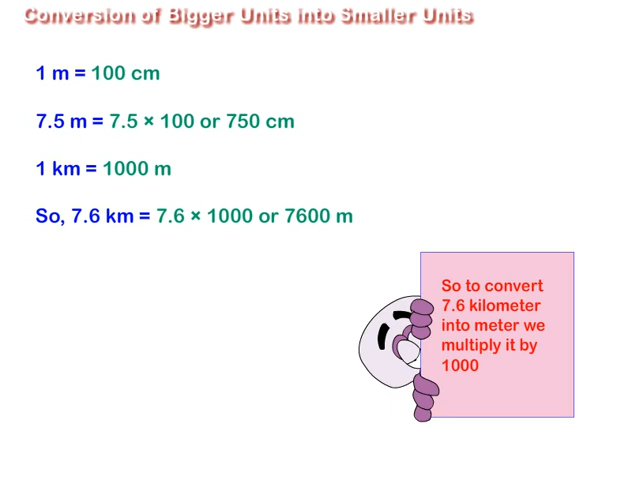 Conversion of Bigger Units into Smaller Units
1 m = 100 cm
7.5 m = 7.5 × 100 or 750 cm
1 km = 1000 m
So, 7.6 km = 7.6 × 1000 or 7600 m
So to convert
7.6 kilometer
into meter we
multiply it by
1000